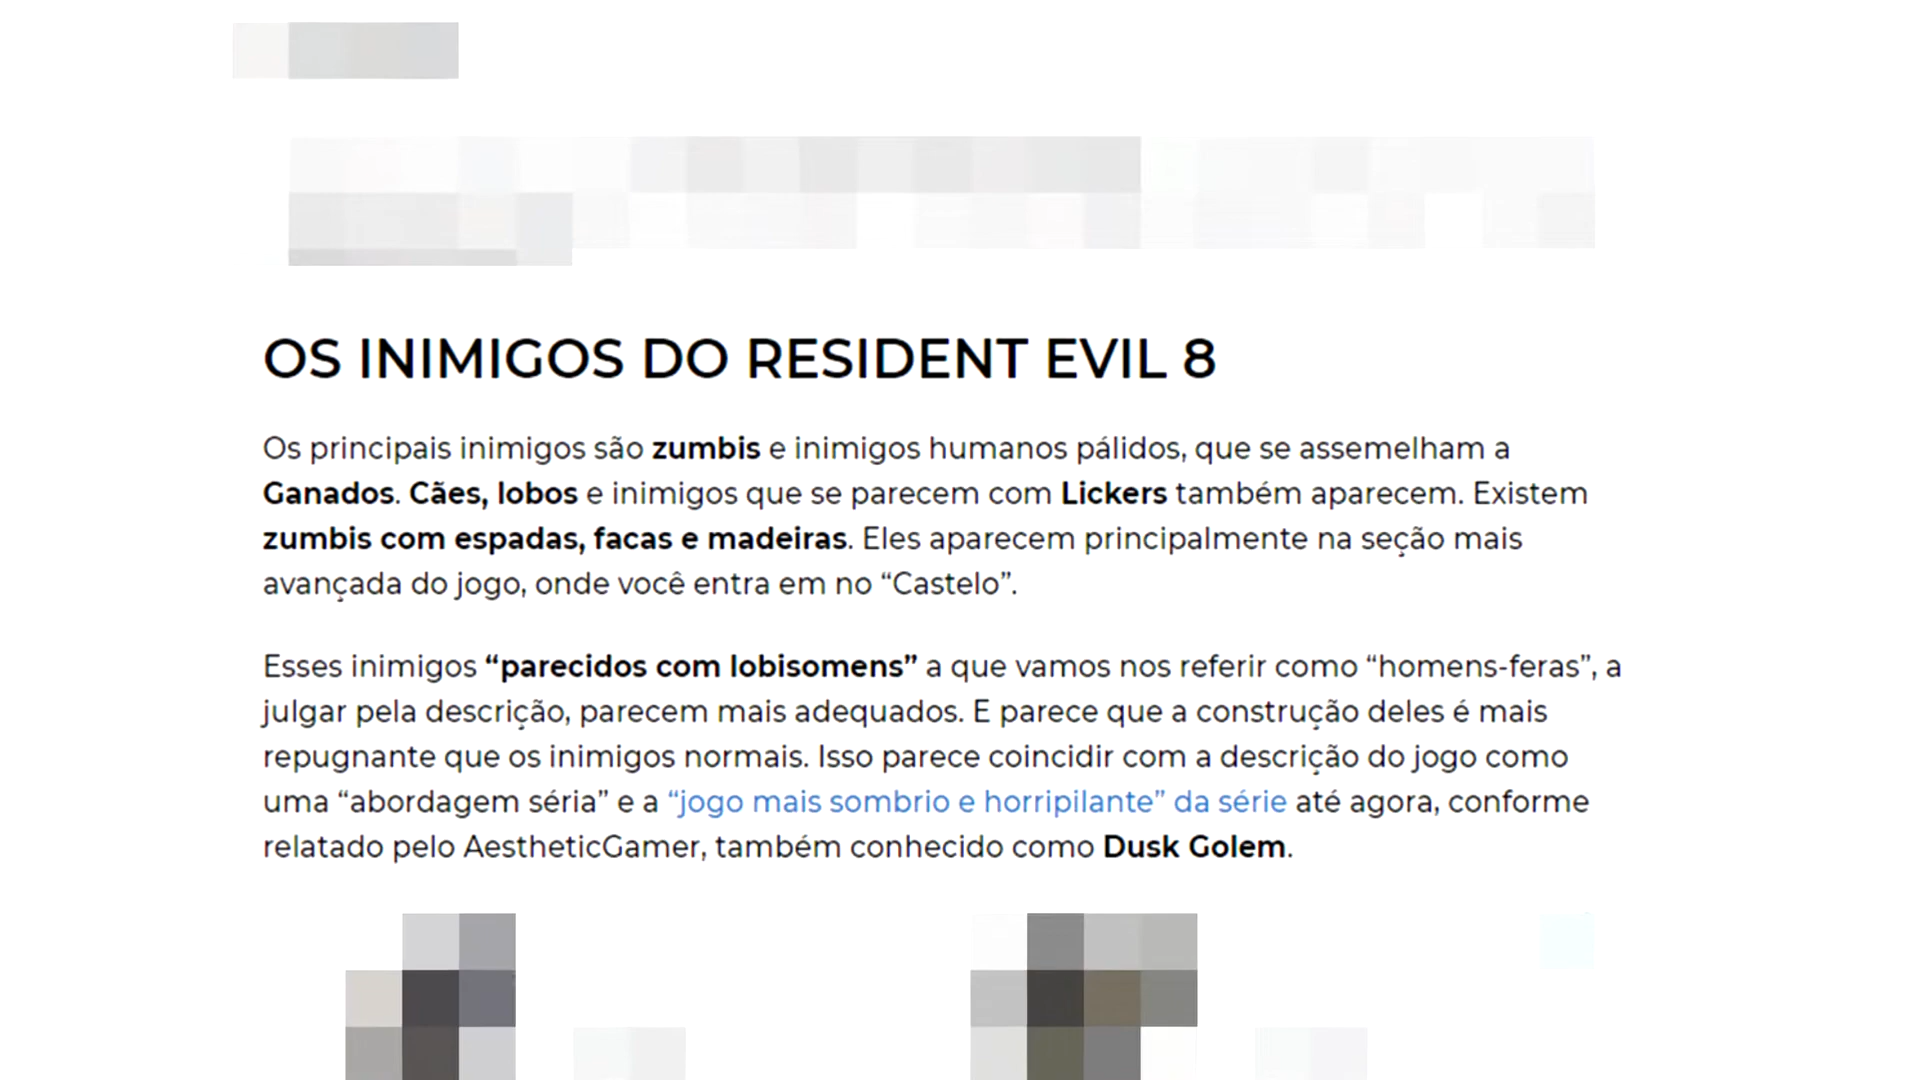 OS INIMIGOS DO RESIDENT EVIL 8
Os principais inimigos são zumbis e inimigos humanos pálidos, que se assemelham a
Ganados. Cães, lobos e inimigos que se parecem com Lickers também aparecem. Existem
zumbis com espadas, facas e madeiras. Eles aparecem principalmente na seção mais
avançada do jogo, onde você entra em no “Castelo”.
Esses inimigos “parecidos com lobisomens” a que vamos nos referir como “homens-feras”, a
julgar pela descrição, parecem mais adequados. E parece que a construção deles é mais
repugnante que os inimigos normais. Isso parece coincidir com a descrição do jogo como
uma “abordagem séria” e a “jogo mais sombrio e horripilante” da série até agora, conforme
relatado pelo AestheticGamer, também conhecido como Dusk Golem.